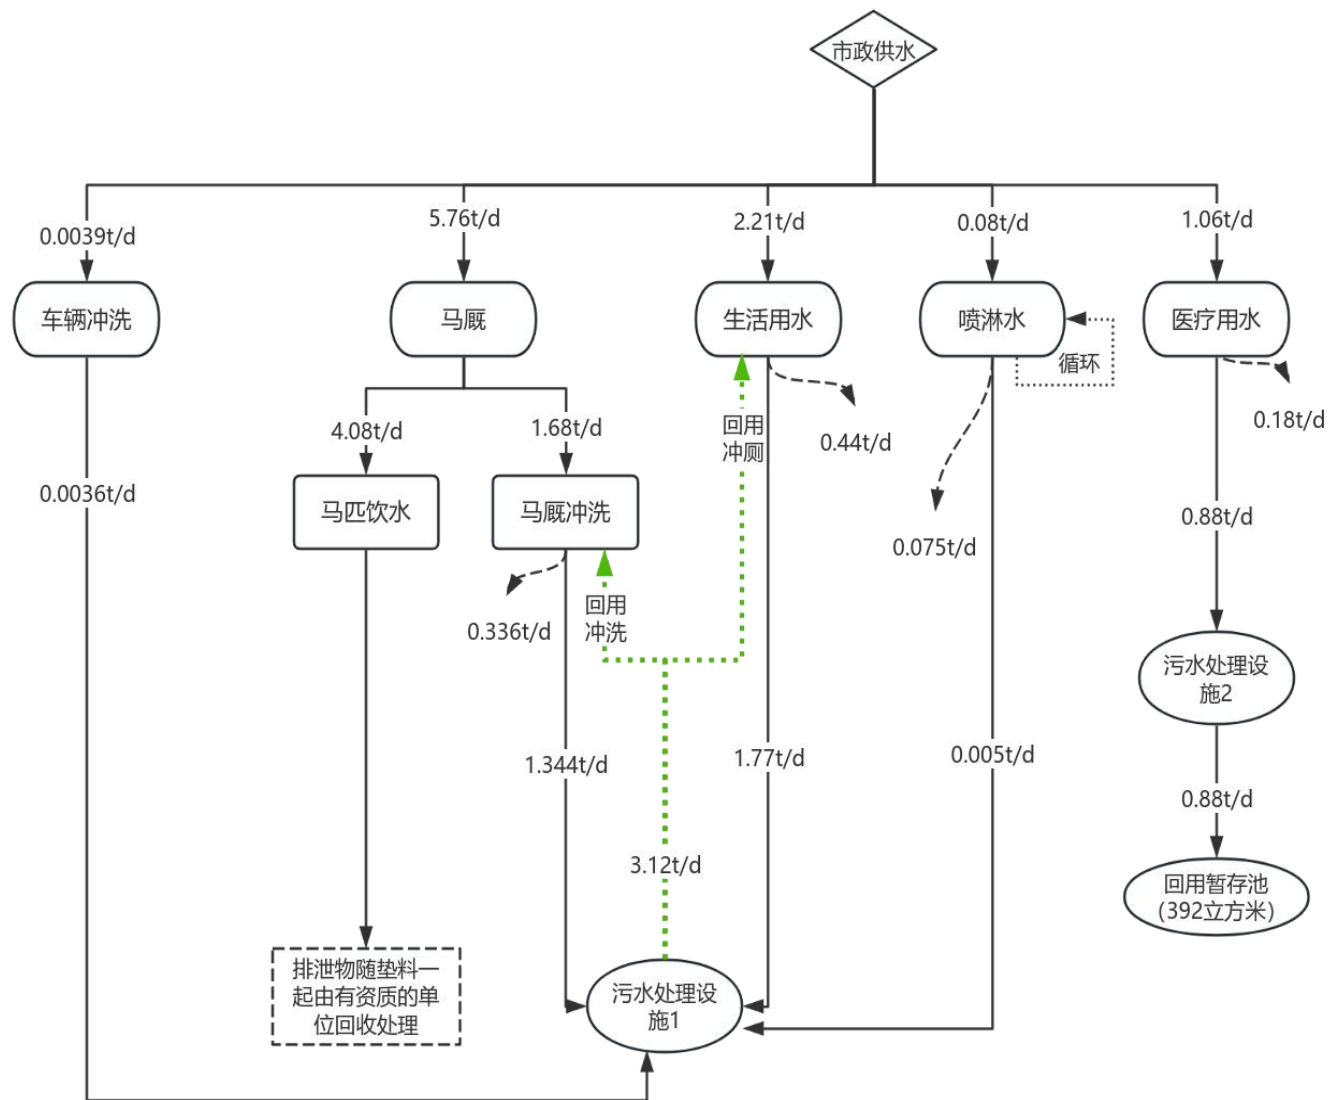 市政供水
0.0039t/d
5.76t/d
2.21t/d
0.08t/d
1.06t/d
车辆冲洗
马厩
生活用水
喷淋水
医疗用水
循环
4.08t/d
1.68t/d
回用
冲厕
0.44t/d
0.18t/d
0.0036t/d
马匹饮水
马厩冲洗
0.075t/d
0.88t/d
回用
冲洗
0.336t/d
污水处理设
施2
1.344t/d
1.77t/d
0.005t/d
0.88t/d
3.12t/d
回用暂存池
（392立方米）
排泄物随垫料一
起由有资质的单
位回收处理
污水处理设
施1